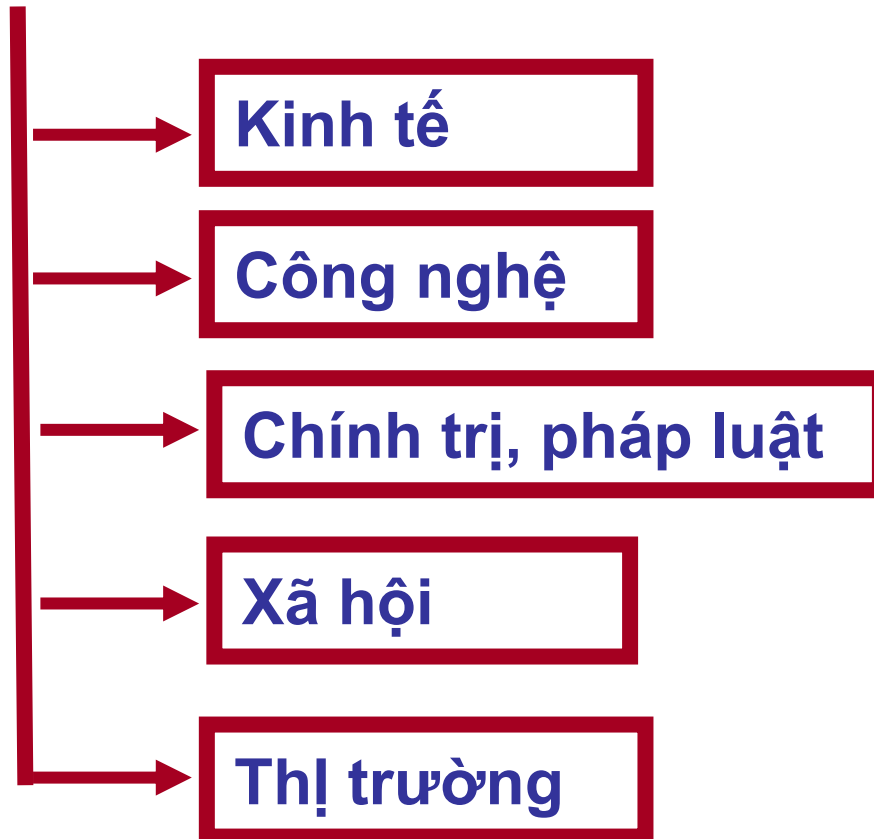 Kinh tế
Công nghệ
Chính trị, pháp luật
Xã hội
ThỊ trường